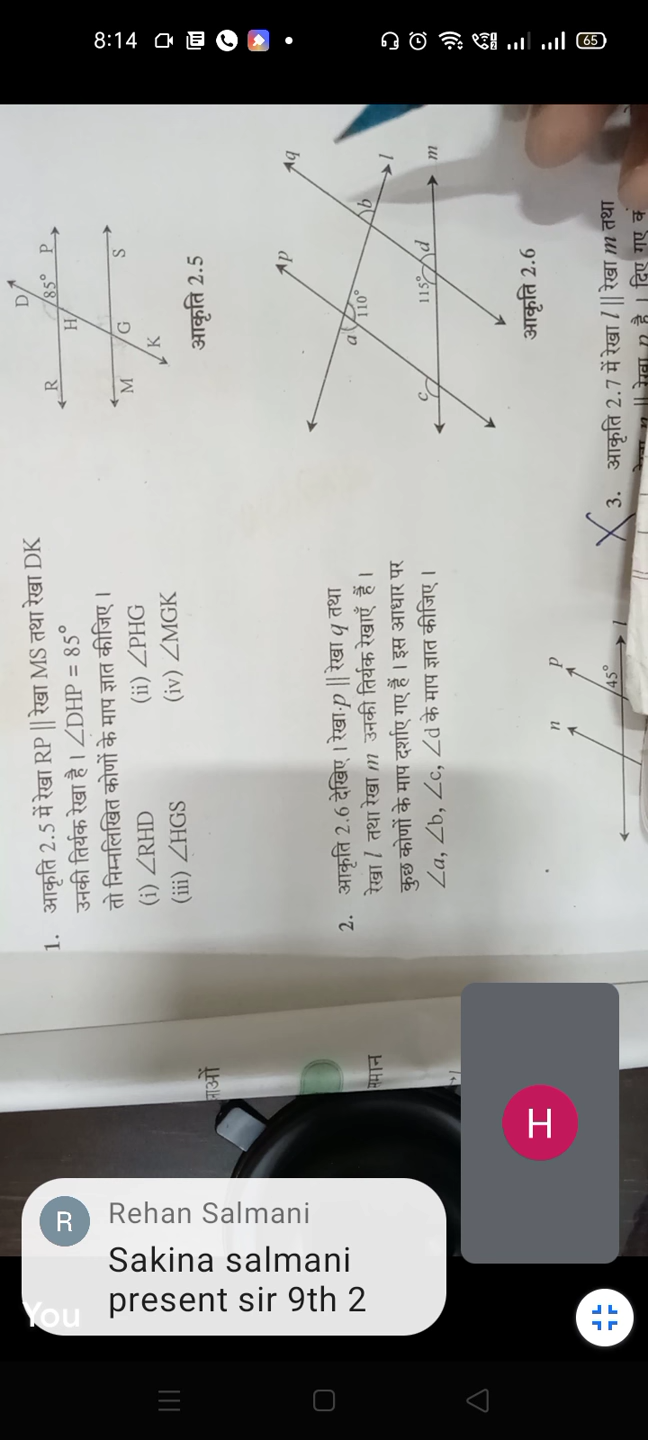 8:14
65
1. आकृति 2.5 में रेखा RP || रेखा MS तथा रेखा DK
उनकी तिर्यक रेखा है । ∠DHP = 85°
तो निम्नलिखित कोणों के माप ज्ञात कीजिए ।
(i) ∠RHD (ii) ∠PHG
(iii) ∠HGS (iv) ∠MGK
D
R H 85° P
M G S
K
आकृति 2.5
2. आकृति 2.6 देखिए । रेखा p || रेखा q तथा
रेखा l तथा रेखा m उनकी तिर्यक रेखाएँ हैं ।
कुछ कोणों के माप दर्शाए गए हैं । इस आधार पर
∠a, ∠b, ∠c, ∠d के माप ज्ञात कीजिए ।
p q
a 110° b l
c 115° d m
आकृति 2.6
n p
45° l
3. आकृति 2.7 में रेखा l || रेखा m तथा
मान
R
Rehan Salmani
Sakina salmani
present sir 9th 2
You
H